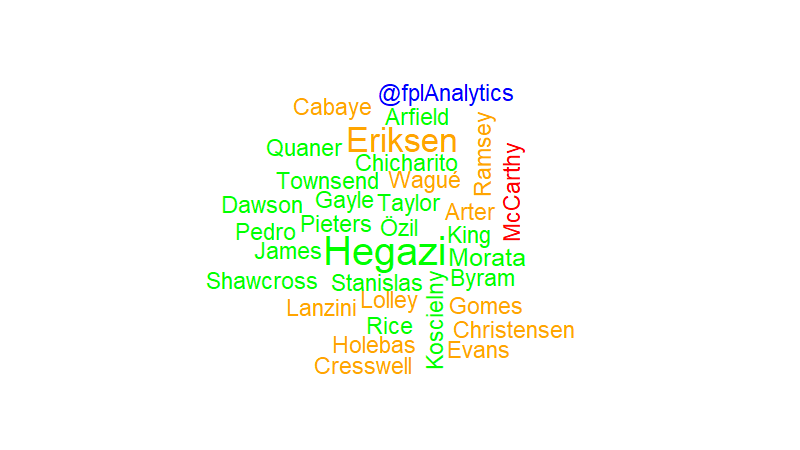 @fplAnalytics
Cabaye
Arfield
Eriksen
Ramsey
Quaner
Chicharito
McCarthy
Townsend
Wagué
Dawson
Gayle
Taylor
Arter
Pedro
Pieters
Özil
King
James
Hegazi
Morata
Shawcross
Stanislas
Byram
Lanzini
Lolley
Koscielny
Gomes
Rice
Christensen
Holebas
Evans
Cresswell